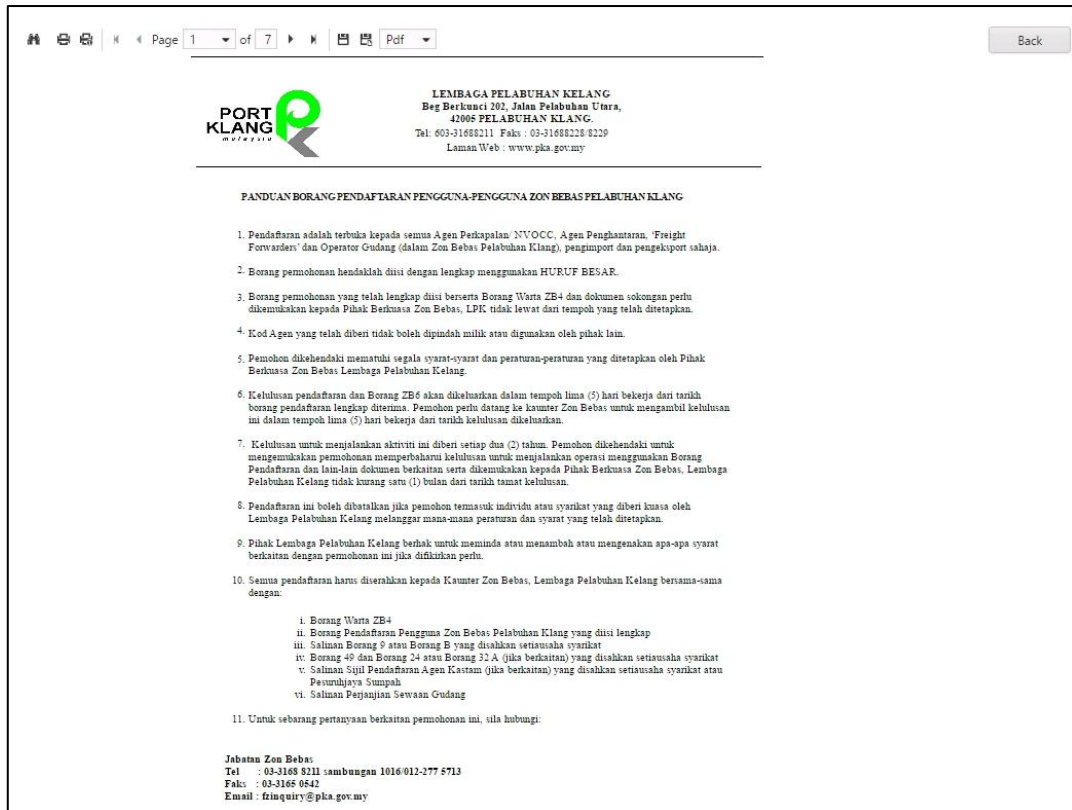 Page 1 of 7 Pdf Back
PORT
KLANG
malaysia
LEMBAGA PELABUHAN KELANG
Beg Berkunci 202, Jalan Pelabuhan Utara,
42005 PELABUHAN KLANG.
Tel: 603-31688211 Faks : 03-31688228/8229
Laman Web : www.pka.gov.my
PANDUAN BORANG PENDAFTARAN PENGGUNA-PENGGUNA ZON BEBAS PELABUHAN KLANG
1. Pendaftaran adalah terbuka kepada semua Agen Perkapalan/ NVOCC, Agen Penghantaran, 'Freight
Forwarders' dan Operator Gudang (dalam Zon Bebas Pelabuhan Klang), pengimport dan pengeksport sahaja.
2. Borang permohonan hendaklah diisi dengan lengkap menggunakan HURUF BESAR.
3. Borang permohonan yang telah lengkap diisi berserta Borang Warta ZB4 dan dokumen sokongan perlu
dikemukakan kepada Pihak Berkuasa Zon Bebas, LPK tidak lewat dari tempoh yang telah ditetapkan.
4. Kod Agen yang telah diberi tidak boleh dipindah milik atau digunakan oleh pihak lain.
5. Pemohon dikehendaki mematuhi segala syarat-syarat dan peraturan-peraturan yang ditetapkan oleh Pihak
Berkuasa Zon Bebas Lembaga Pelabuhan Kelang.
6. Kelulusan pendaftaran dan Borang ZB6 akan dikeluarkan dalam tempoh lima (5) hari bekerja dari tarikh
borang pendaftaran lengkap diterima. Pemohon perlu datang ke kaunter Zon Bebas untuk mengambil kelulusan
ini dalam tempoh lima (5) hari bekerja dari tarikh kelulusan dikeluarkan.
7. Kelulusan untuk menjalankan aktiviti ini diberi setiap dua (2) tahun. Pemohon dikehendaki untuk
mengemukakan permohonan memperbaharui kelulusan untuk menjalankan operasi menggunakan Borang
Pendaftaran dan lain-lain dokumen berkaitan serta dikemukakan kepada Pihak Berkuasa Zon Bebas, Lembaga
Pelabuhan Kelang tidak kurang satu (1) bulan dari tarikh tamat kelulusan.
8. Pendaftaran ini boleh dibatalkan jika pemohon termasuk individu atau syarikat yang diberi kuasa oleh
Lembaga Pelabuhan Kelang melanggar mana-mana peraturan dan syarat yang telah ditetapkan.
9. Pihak Lembaga Pelabuhan Kelang berhak untuk meminda atau menambah atau mengenakan apa-apa syarat
berkaitan dengan permohonan ini jika difikirkan perlu.
10. Semua pendaftaran harus diserahkan kepada Kaunter Zon Bebas, Lembaga Pelabuhan Kelang bersama-sama
dengan:
i. Borang Warta ZB4
ii. Borang Pendaftaran Pengguna Zon Bebas Pelabuhan Klang yang diisi lengkap
iii. Salinan Borang 9 atau Borang B yang disahkan setiausaha syarikat
iv. Borang 49 dan Borang 24 atau Borang 32 A (jika berkaitan) yang disahkan setiausaha syarikat
v. Salinan Sijil Pendaftaran Agen Kastam (jika berkaitan) yang disahkan setiausaha syarikat atau
Pesuruhjaya Sumpah
vi. Salinan Perjanjian Sewaan Gudang
11. Untuk sebarang pertanyaan berkaitan permohonan ini, sila hubungi:
Jabatan Zon Bebas
Tel : 03-3168 8211 sambungan 1016/012-277 5713
Faks : 03-3165 0542
Email : fzinquiry@pka.gov.my